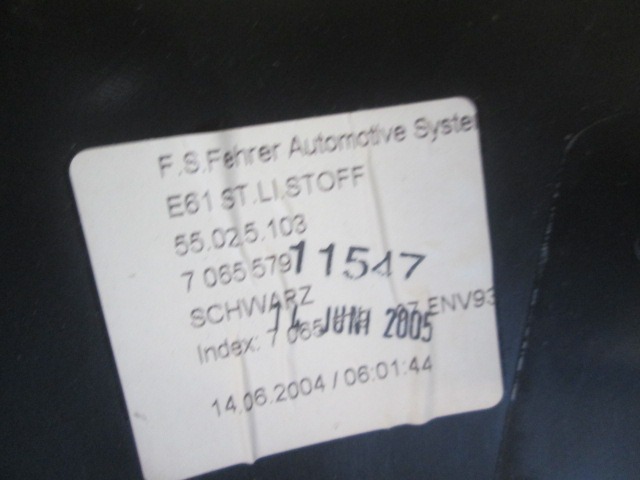 F.S.Fehrer Automotive System
E61 ST.LI.STOFF
55.025.103
7 065 579
11547
SCHWARZ
14 JUNI 2005
Index: 7 065 07 ENV93
14.06.2004 / 06:01:44